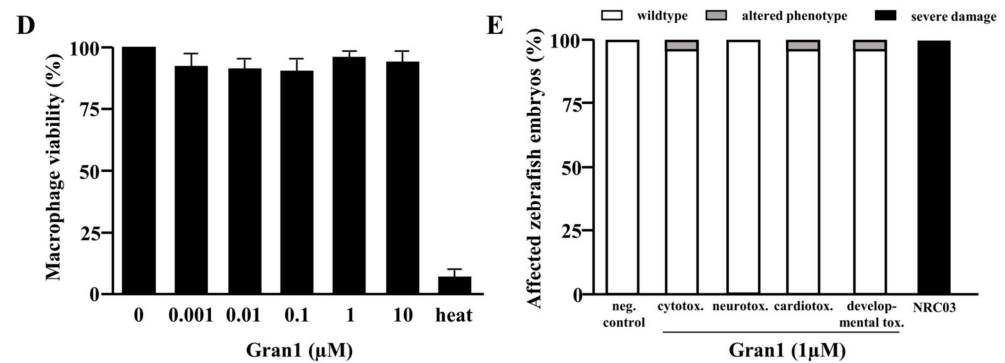 D
Macrophage viability (%)
100
75
50
25
0
0 0.001 0.01 0.1 1 10 heat
Gran1 (µM)
E
wildtype altered phenotype severe damage
Affected zebrafish embryos (%)
100
75
50
25
0
neg. cytotox. neurotox. cardiotox. develop- NRC03
control mental tox.
Gran1 (1µM)